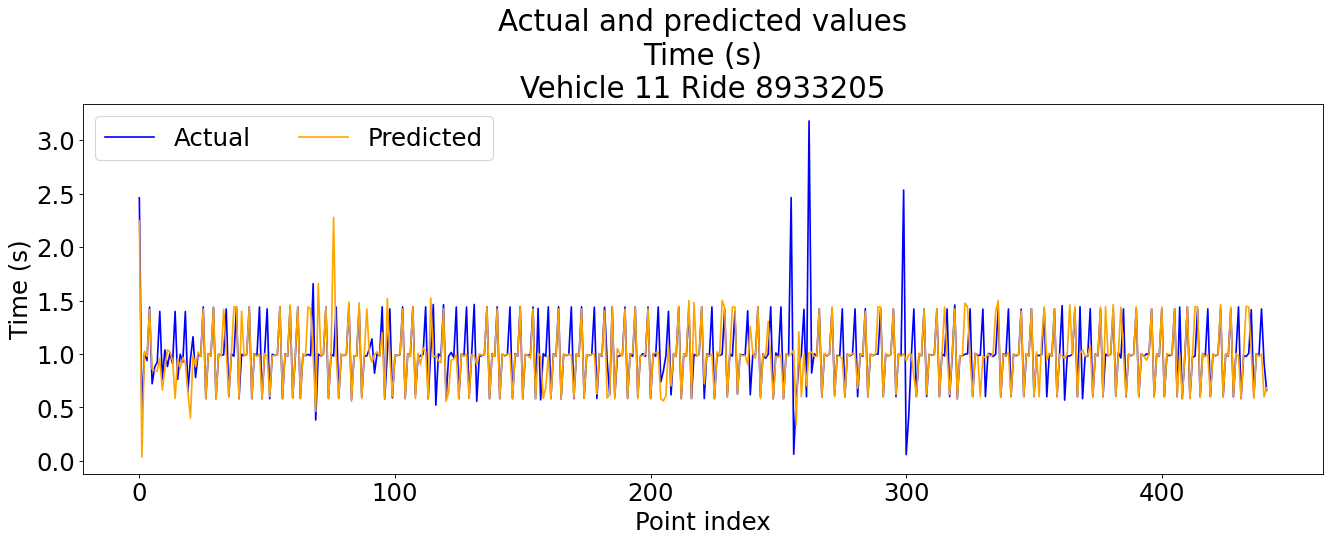 Actual and predicted values
Time (s)
Vehicle 11 Ride 8933205
Actual
Predicted
Time (s)
3.0
2.5
2.0
1.5
1.0
0.5
0.0
0
100
200
300
400
Point index